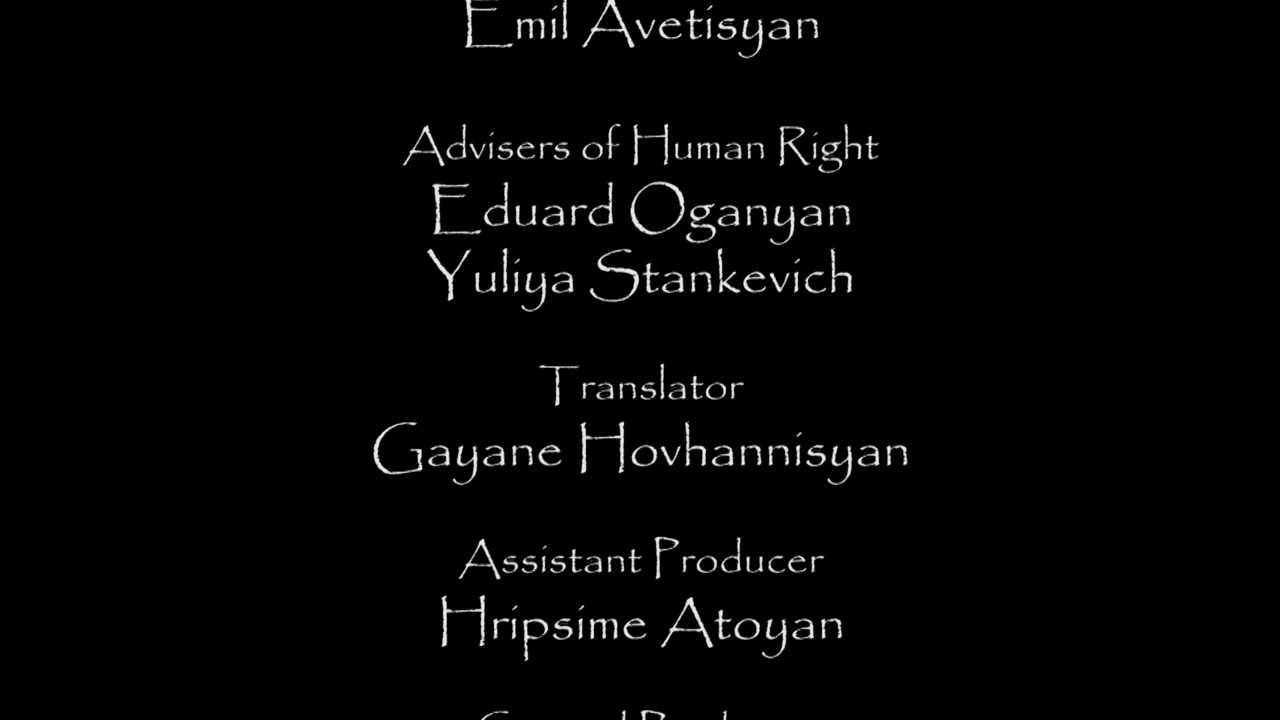 Emil Avetisyan
Advisers of Human Right
Eduard Oganyan
Yuliya Stankevich
Translator
Gayane Hovhannisyan
Assistant Producer
Hripsime Atoyan